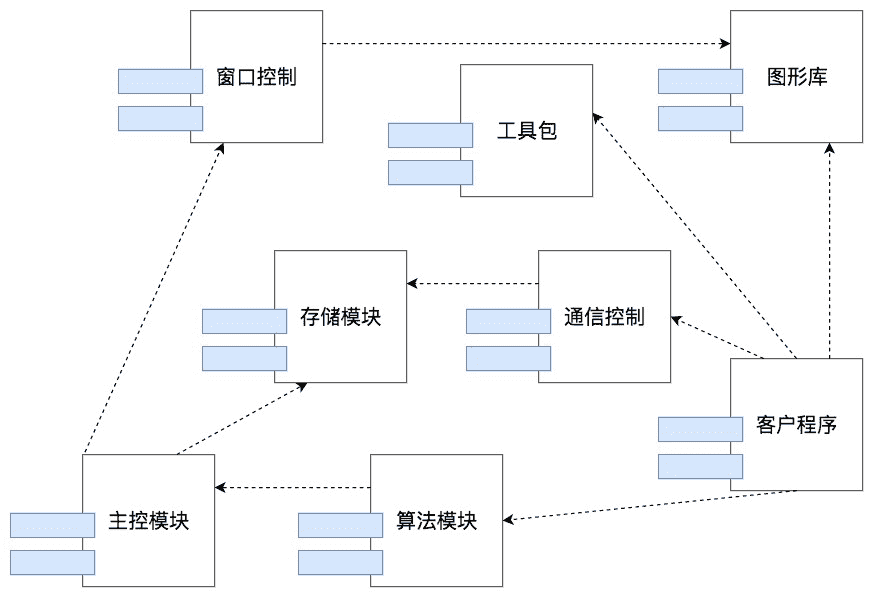 窗口控制
图形库
工具包
存储模块
通信控制
客户程序
主控模块
算法模块